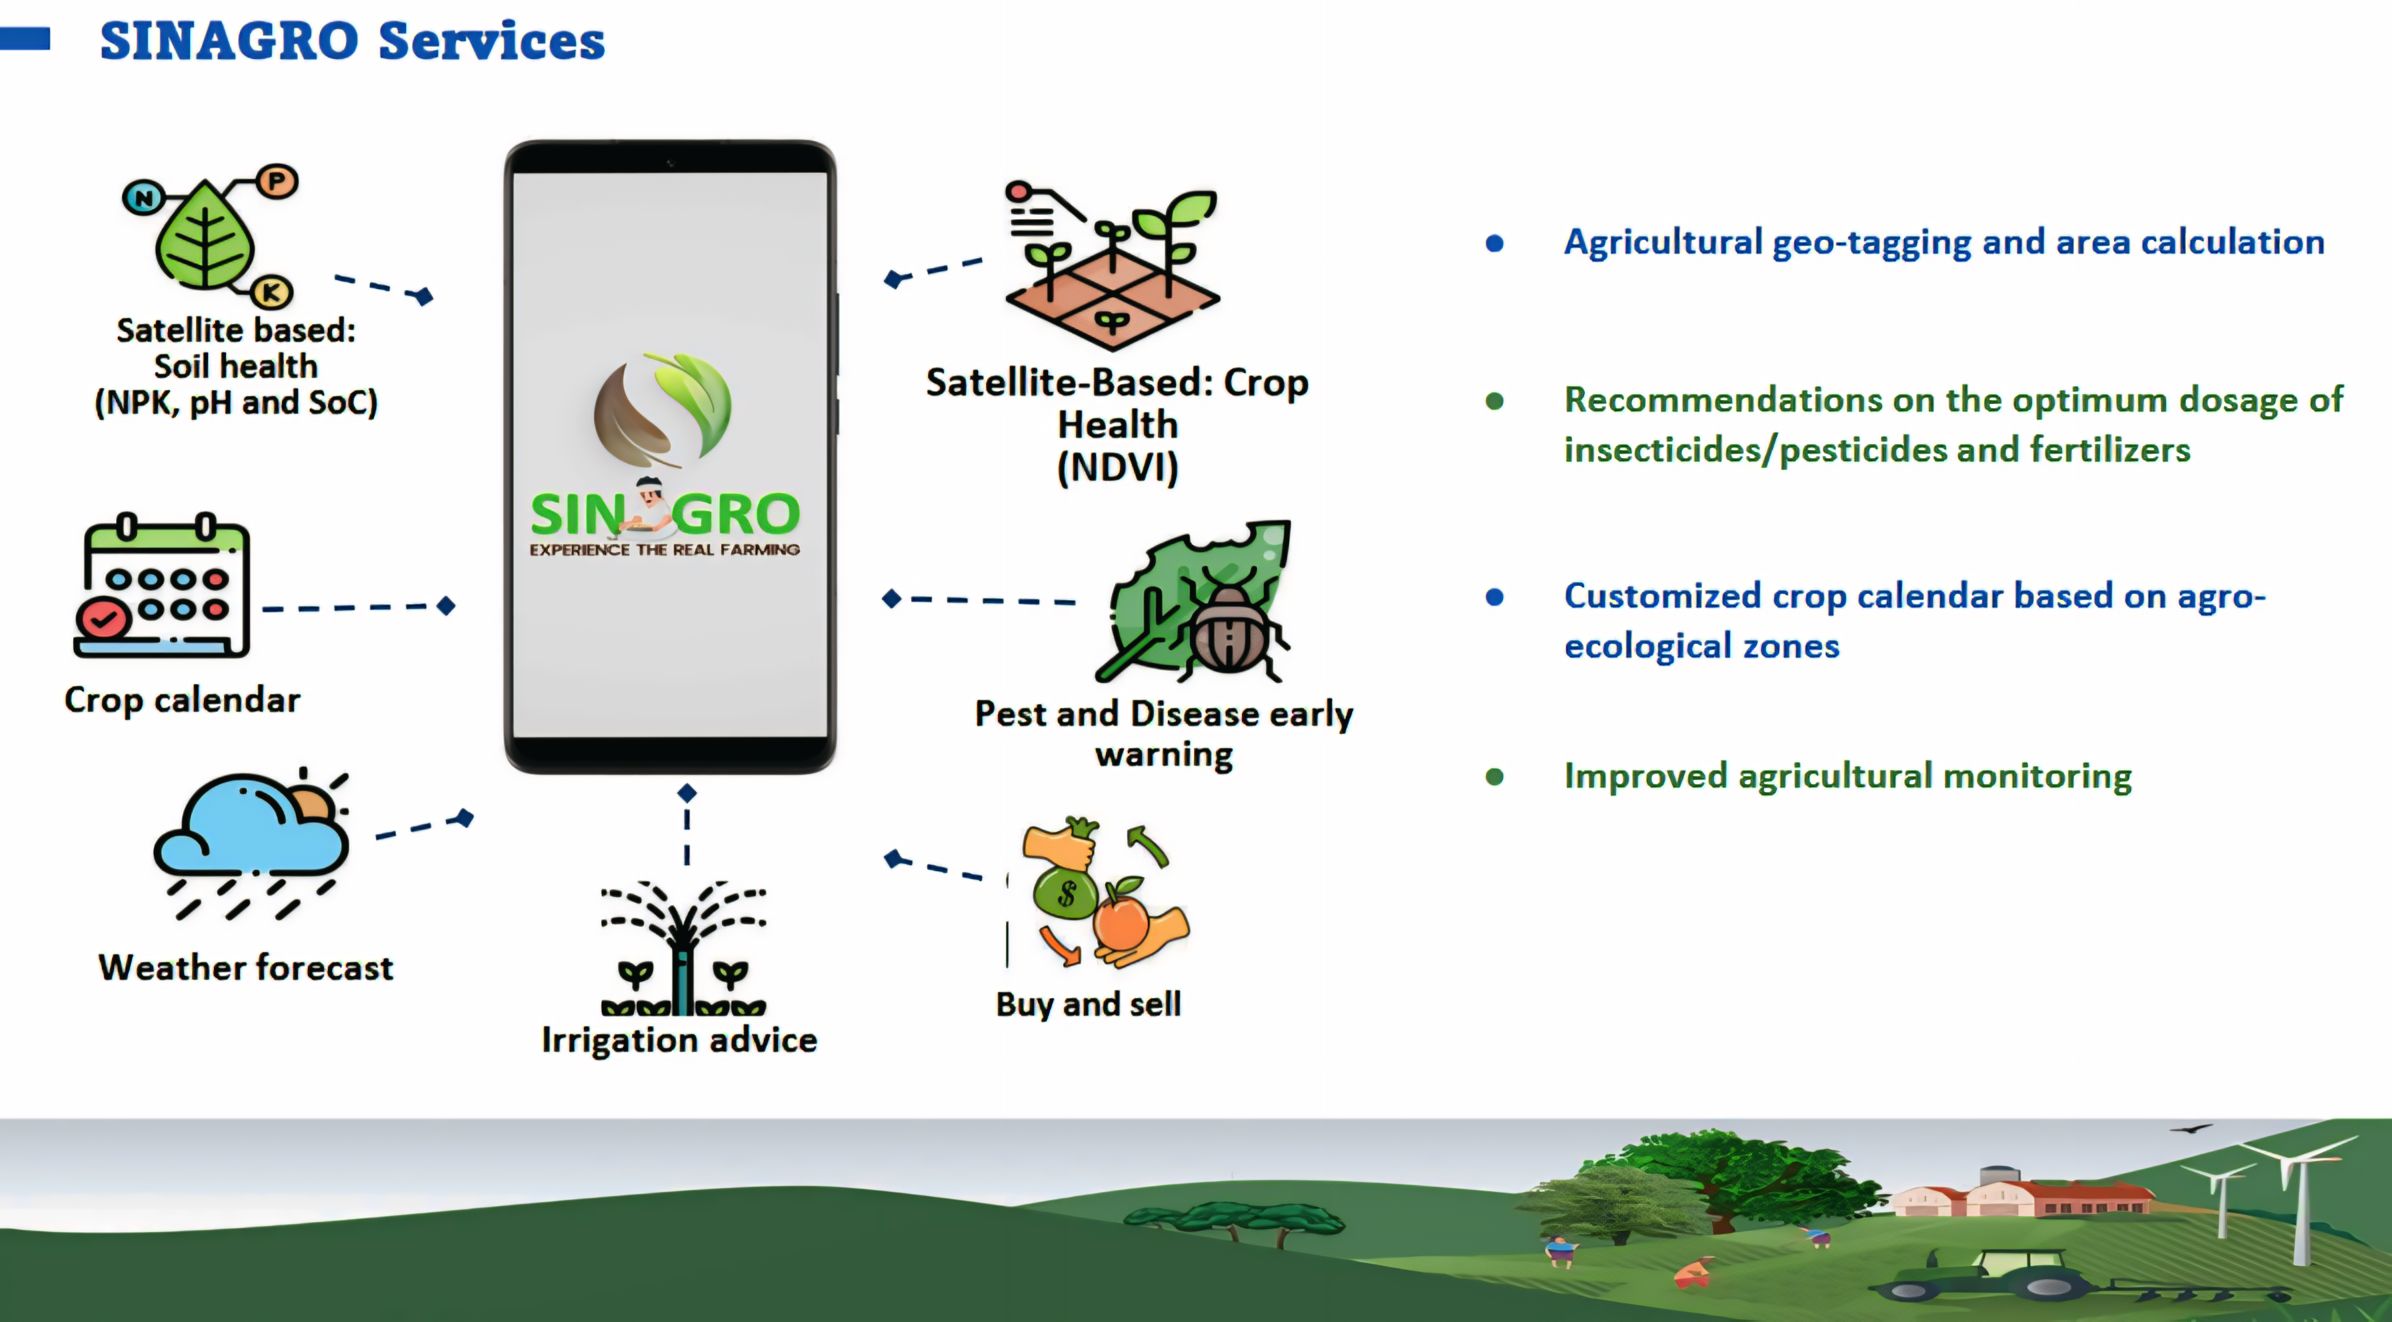 SINAGRO Services
N
P
K
Satellite based:
Soil health
(NPK, pH and SoC)
Crop calendar
Weather forecast
SINAGRO
EXPERIENCE THE REAL FARMING
Irrigation advice
Satellite-Based: Crop
Health
(NDVI)
Pest and Disease early
warning
$
Buy and sell
• Agricultural geo-tagging and area calculation
• Recommendations on the optimum dosage of
insecticides/pesticides and fertilizers
• Customized crop calendar based on agro-
ecological zones
• Improved agricultural monitoring